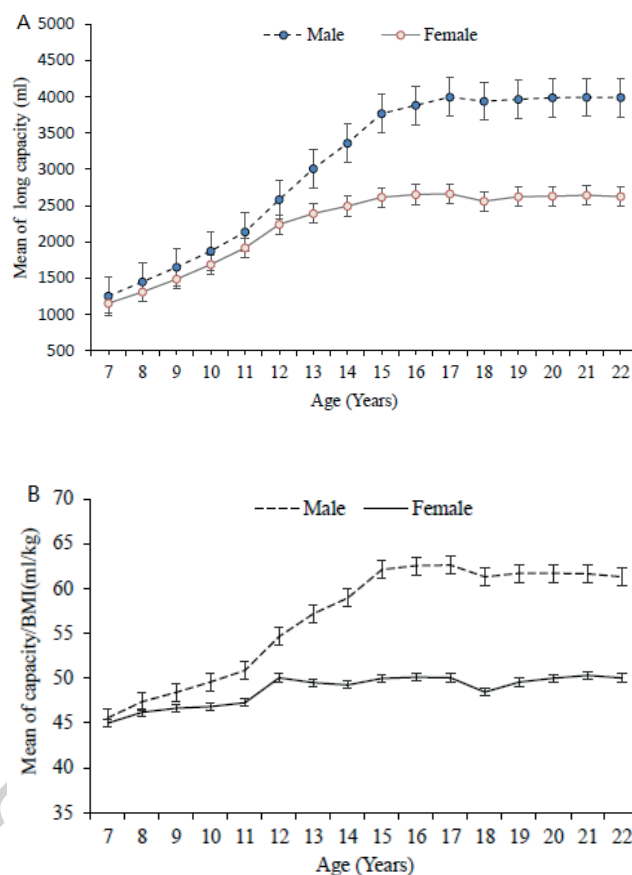 A
Male Female
Mean of long capacity (ml)
5000
4500
4000
3500
3000
2500
2000
1500
1000
500
7 8 9 10 11 12 13 14 15 16 17 18 19 20 21 22
Age (Years)
B
Male Female
Mean of capacity/BMI(ml/kg)
70
65
60
55
50
45
40
35
7 8 9 10 11 12 13 14 15 16 17 18 19 20 21 22
Age (Years)